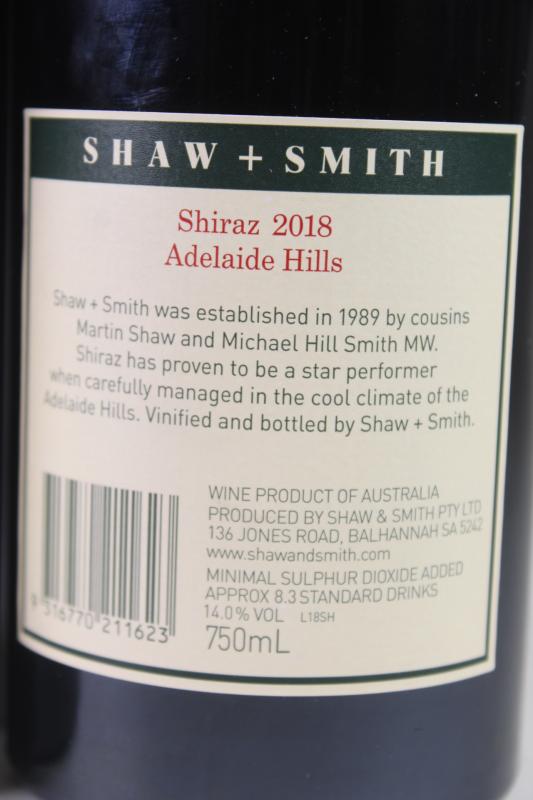 SHAW + SMITH
Shiraz 2018
Adelaide Hills
Shaw + Smith was established in 1989 by cousins
Martin Shaw and Michael Hill Smith MW.
Shiraz has proven to be a star performer
when carefully managed in the cool climate of the
Adelaide Hills. Vinified and bottled by Shaw + Smith.
WINE PRODUCT OF AUSTRALIA
PRODUCED BY SHAW & SMITH PTY LTD
136 JONES ROAD, BALHANNAH SA 5242
www.shawandsmith.com
MINIMAL SULPHUR DIOXIDE ADDED
APPROX 8.3 STANDARD DRINKS
14.0% VOL L18SH
750mL
9 316770 211623